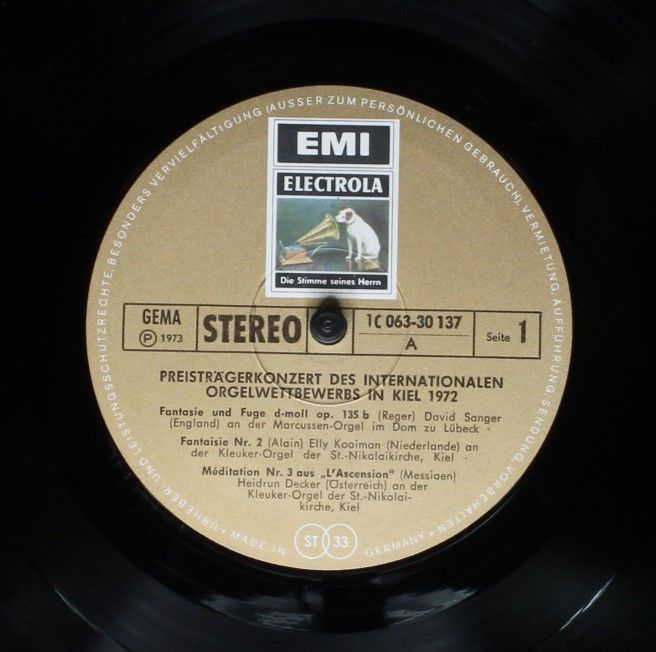 URHEBER- UND LEISTUNGSSCHUTZRECHTE, BESONDERS VERVIELFÄLTIGUNG (AUSSER ZUM PERSÖNLICHEN GEBRAUCH), VERMIETUNG, AUFFÜHRUNG, SENDUNG VORBEHALTEN
EMI
ELECTROLA
Die Stimme seines Herrn
GEMA
Ⓟ 1973
STEREO
1C 063-30 137
A
Seite 1
PREISTRÄGERKONZERT DES INTERNATIONALEN
ORGELWETTBEWERBS IN KIEL 1972
Fantasie und Fuge d-moll op. 135 b (Reger) David Sanger
(England) an der Marcussen-Orgel im Dom zu Lübeck ·
Fantaisie Nr. 2 (Alain) Elly Kooiman (Niederlande) an
der Kleuker-Orgel der St.-Nikolaikirche, Kiel ·
Méditation Nr. 3 aus „L'Ascension" (Messiaen)
Heidrun Decker (Österreich) an der
Kleuker-Orgel der St.-Nikolai-
kirche, Kiel
· MADE IN GERMANY ·
ST 33